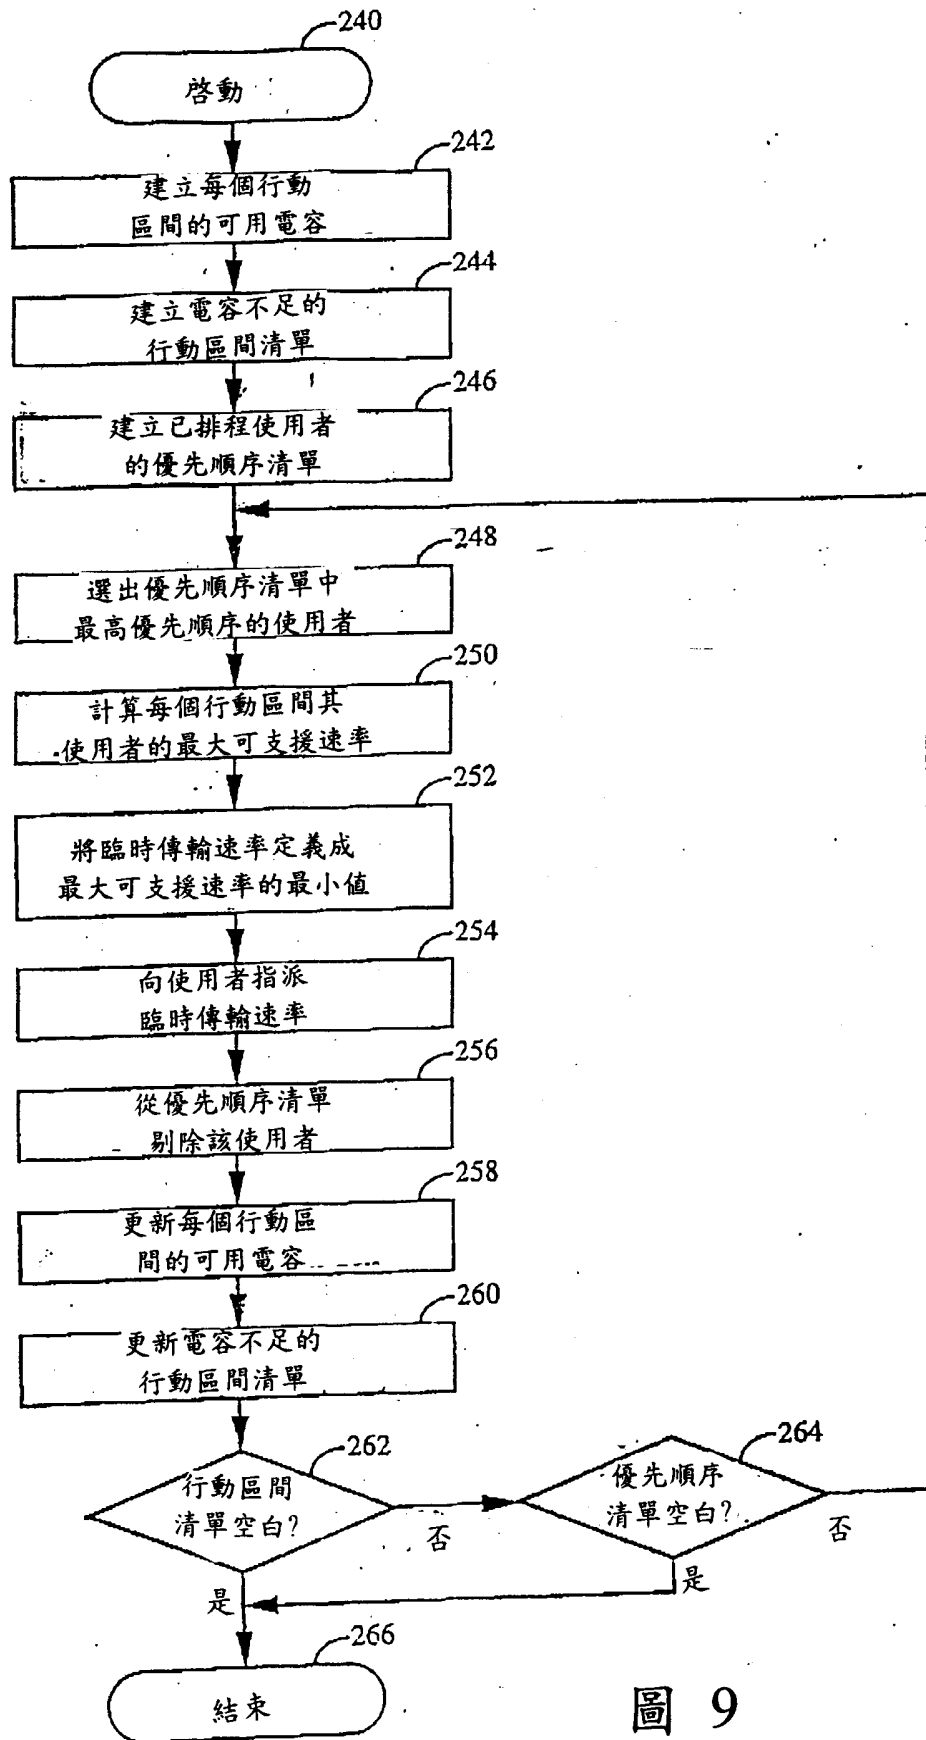 240
啓動
242
建立每個行動
區間的可用電容
244
建立電容不足的
行動區間清單
246
建立已排程使用者
的優先順序清單
248
選出優先順序清單中
最高優先順序的使用者
250
計算每個行動區間其
使用者的最大可支援速率
252
將臨時傳輸速率定義成
最大可支援速率的最小值
254
向使用者指派
臨時傳輸速率
256
從優先順序清單
剔除該使用者
258
更新每個行動區
間的可用電容
260
更新電容不足的
行動區間清單
262
行動區間
清單空白?
否
是
264
優先順序
清單空白?
否
是
266
結束
圖 9